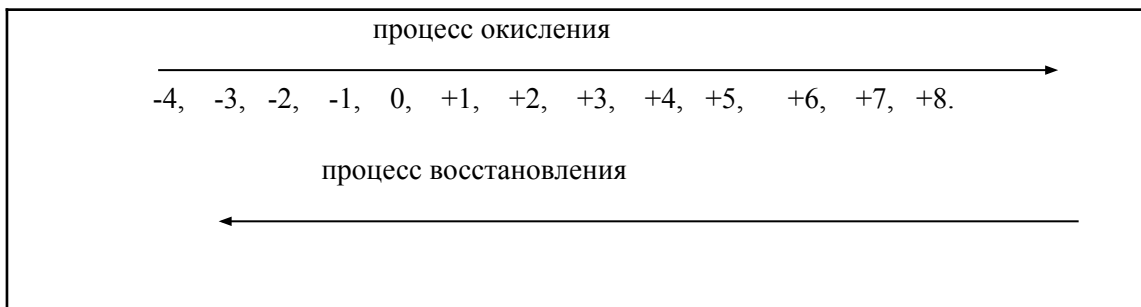 процесс окисления
-4, -3, -2, -1, 0, +1, +2, +3, +4, +5, +6, +7, +8.
процесс восстановления